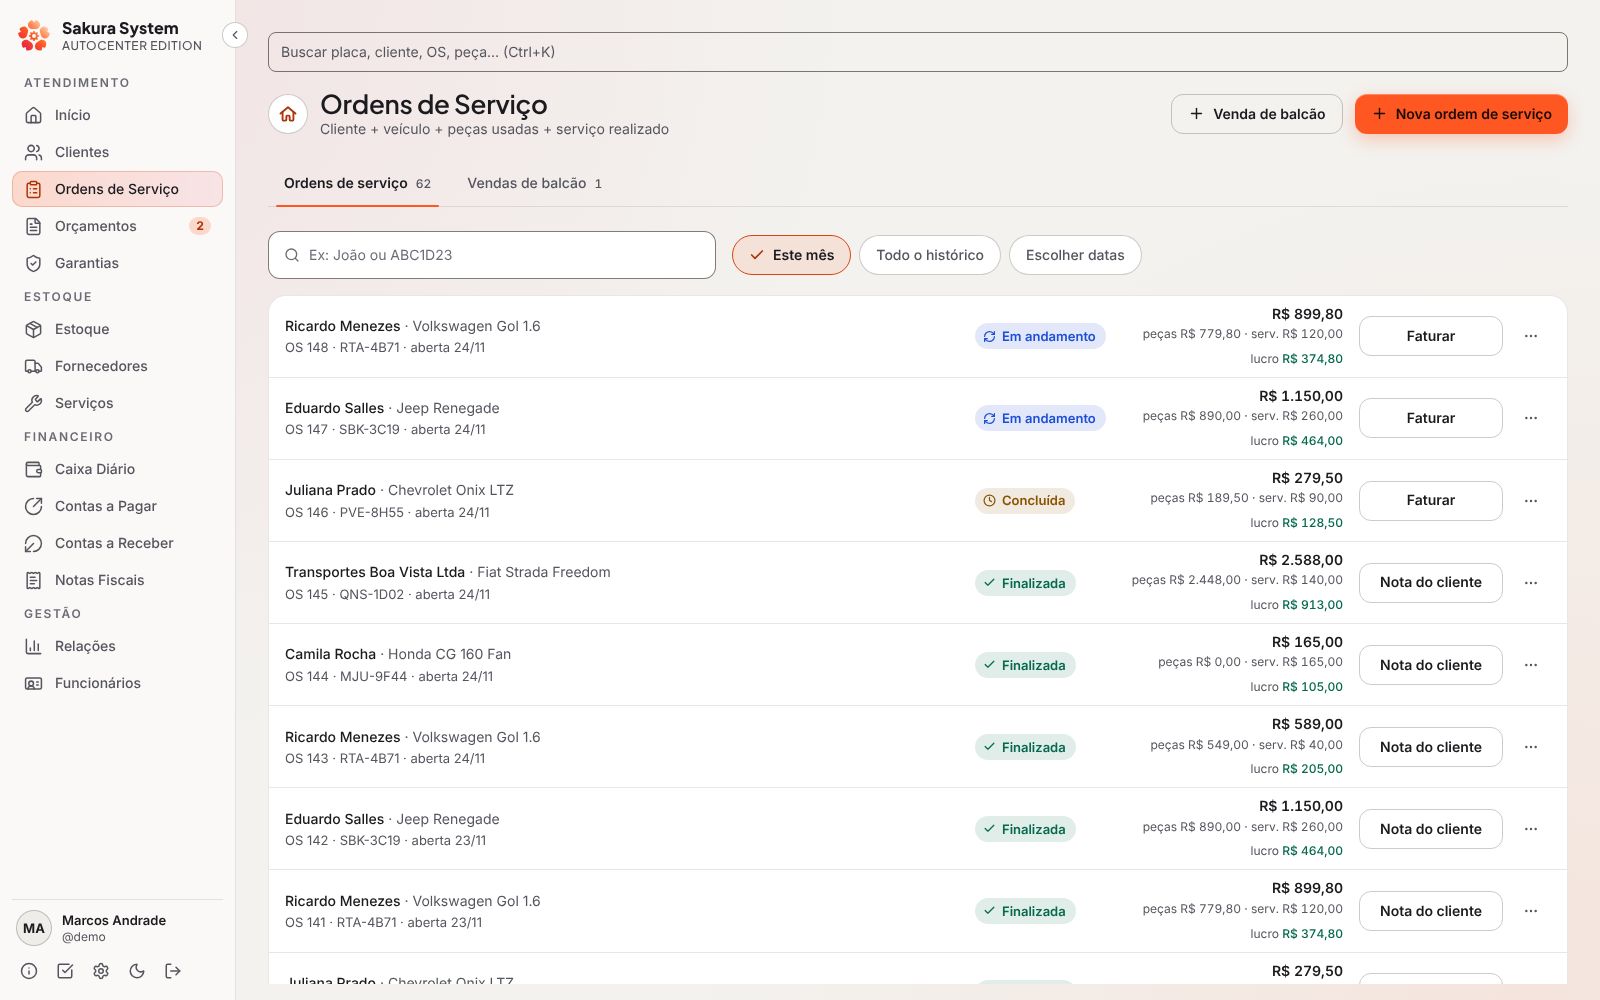 Sakura System
AUTOCENTER EDITION
ATENDIMENTO
Início
Clientes
Ordens de Serviço
Orçamentos 2
Garantias
ESTOQUE
Estoque
Fornecedores
Serviços
FINANCEIRO
Caixa Diário
Contas a Pagar
Contas a Receber
Notas Fiscais
GESTÃO
Relações
Funcionários
MA
Marcos Andrade
@demo
Buscar placa, cliente, OS, peça... (Ctrl+K)
Ordens de Serviço
Cliente + veículo + peças usadas + serviço realizado
Venda de balcão
Nova ordem de serviço
Ordens de serviço 62
Vendas de balcão 1
Ex: João ou ABC1D23
Este mês
Todo o histórico
Escolher datas
Ricardo Menezes · Volkswagen Gol 1.6
OS 148 · RTA-4B71 · aberta 24/11
Em andamento
R$ 899,80
peças R$ 779,80 · serv. R$ 120,00
lucro R$ 374,80
Faturar
Eduardo Salles · Jeep Renegade
OS 147 · SBK-3C19 · aberta 24/11
Em andamento
R$ 1.150,00
peças R$ 890,00 · serv. R$ 260,00
lucro R$ 464,00
Faturar
Juliana Prado · Chevrolet Onix LTZ
OS 146 · PVE-8H55 · aberta 24/11
Concluída
R$ 279,50
peças R$ 189,50 · serv. R$ 90,00
lucro R$ 128,50
Faturar
Transportes Boa Vista Ltda · Fiat Strada Freedom
OS 145 · QNS-1D02 · aberta 24/11
Finalizada
R$ 2.588,00
peças R$ 2.448,00 · serv. R$ 140,00
lucro R$ 913,00
Nota do cliente
Camila Rocha · Honda CG 160 Fan
OS 144 · MJU-9F44 · aberta 24/11
Finalizada
R$ 165,00
peças R$ 0,00 · serv. R$ 165,00
lucro R$ 105,00
Nota do cliente
Ricardo Menezes · Volkswagen Gol 1.6
OS 143 · RTA-4B71 · aberta 24/11
Finalizada
R$ 589,00
peças R$ 549,00 · serv. R$ 40,00
lucro R$ 205,00
Nota do cliente
Eduardo Salles · Jeep Renegade
OS 142 · SBK-3C19 · aberta 23/11
Finalizada
R$ 1.150,00
peças R$ 890,00 · serv. R$ 260,00
lucro R$ 464,00
Nota do cliente
Ricardo Menezes · Volkswagen Gol 1.6
OS 141 · RTA-4B71 · aberta 23/11
Finalizada
R$ 899,80
peças R$ 779,80 · serv. R$ 120,00
lucro R$ 374,80
Nota do cliente
Juliana Prado · Chevrolet Onix LTZ
R$ 279,50